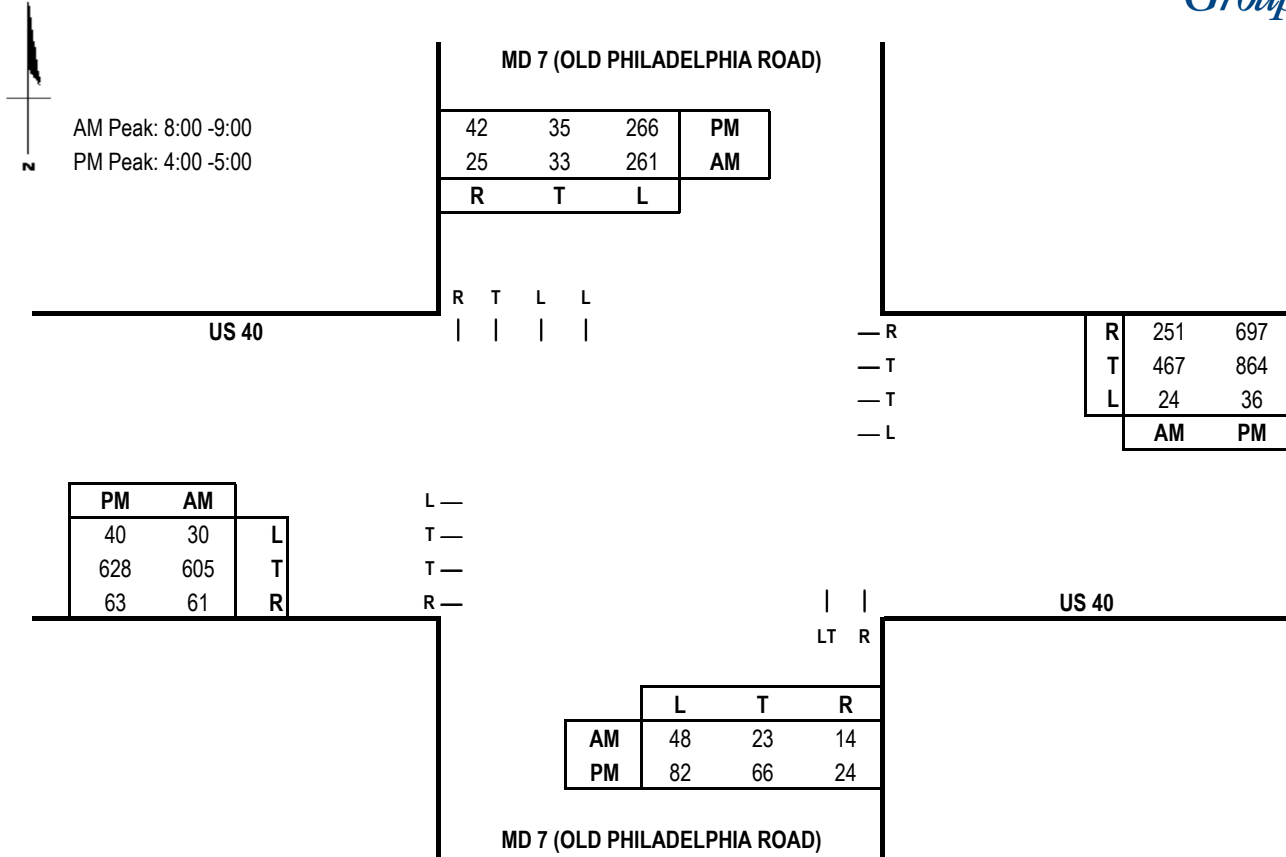 Group
MD 7 (OLD PHILADELPHIA ROAD)
AM Peak: 8:00 -9:00
PM Peak: 4:00 -5:00
42 35 266 PM
25 33 261 AM
R T L
R T L L
US 40
R
T
T
L
R 251 697
T 467 864
L 24 36
AM PM
PM AM
40 30 L
628 605 T
63 61 R
L
T
T
R
LT R
US 40
L T R
AM 48 23 14
PM 82 66 24
MD 7 (OLD PHILADELPHIA ROAD)
N